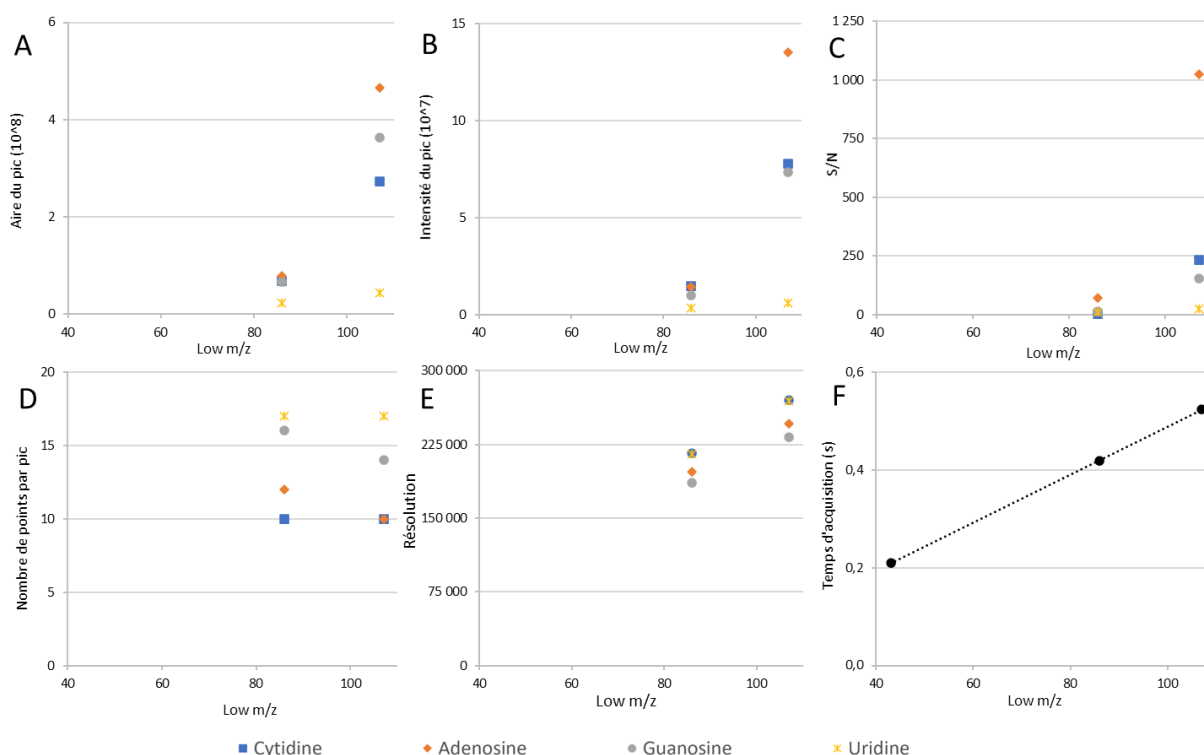 A
Aire du pic (10^8)
6
4
2
0
40 60 80 100
Low m/z
B
Intensité du pic (10^7)
15
10
5
0
40 60 80 100
Low m/z
C
S/N
1 250
1 000
750
500
250
0
40 60 80 100
Low m/z
D
Nombre de points par pic
20
15
10
5
0
40 60 80 100
Low m/z
E
Résolution
300 000
225 000
150 000
75 000
0
40 60 80 100
Low m/z
F
Temps d'acquisition (s)
0,6
0,4
0,2
0,0
40 60 80 100
Low m/z
Cytidine Adenosine Guanosine Uridine